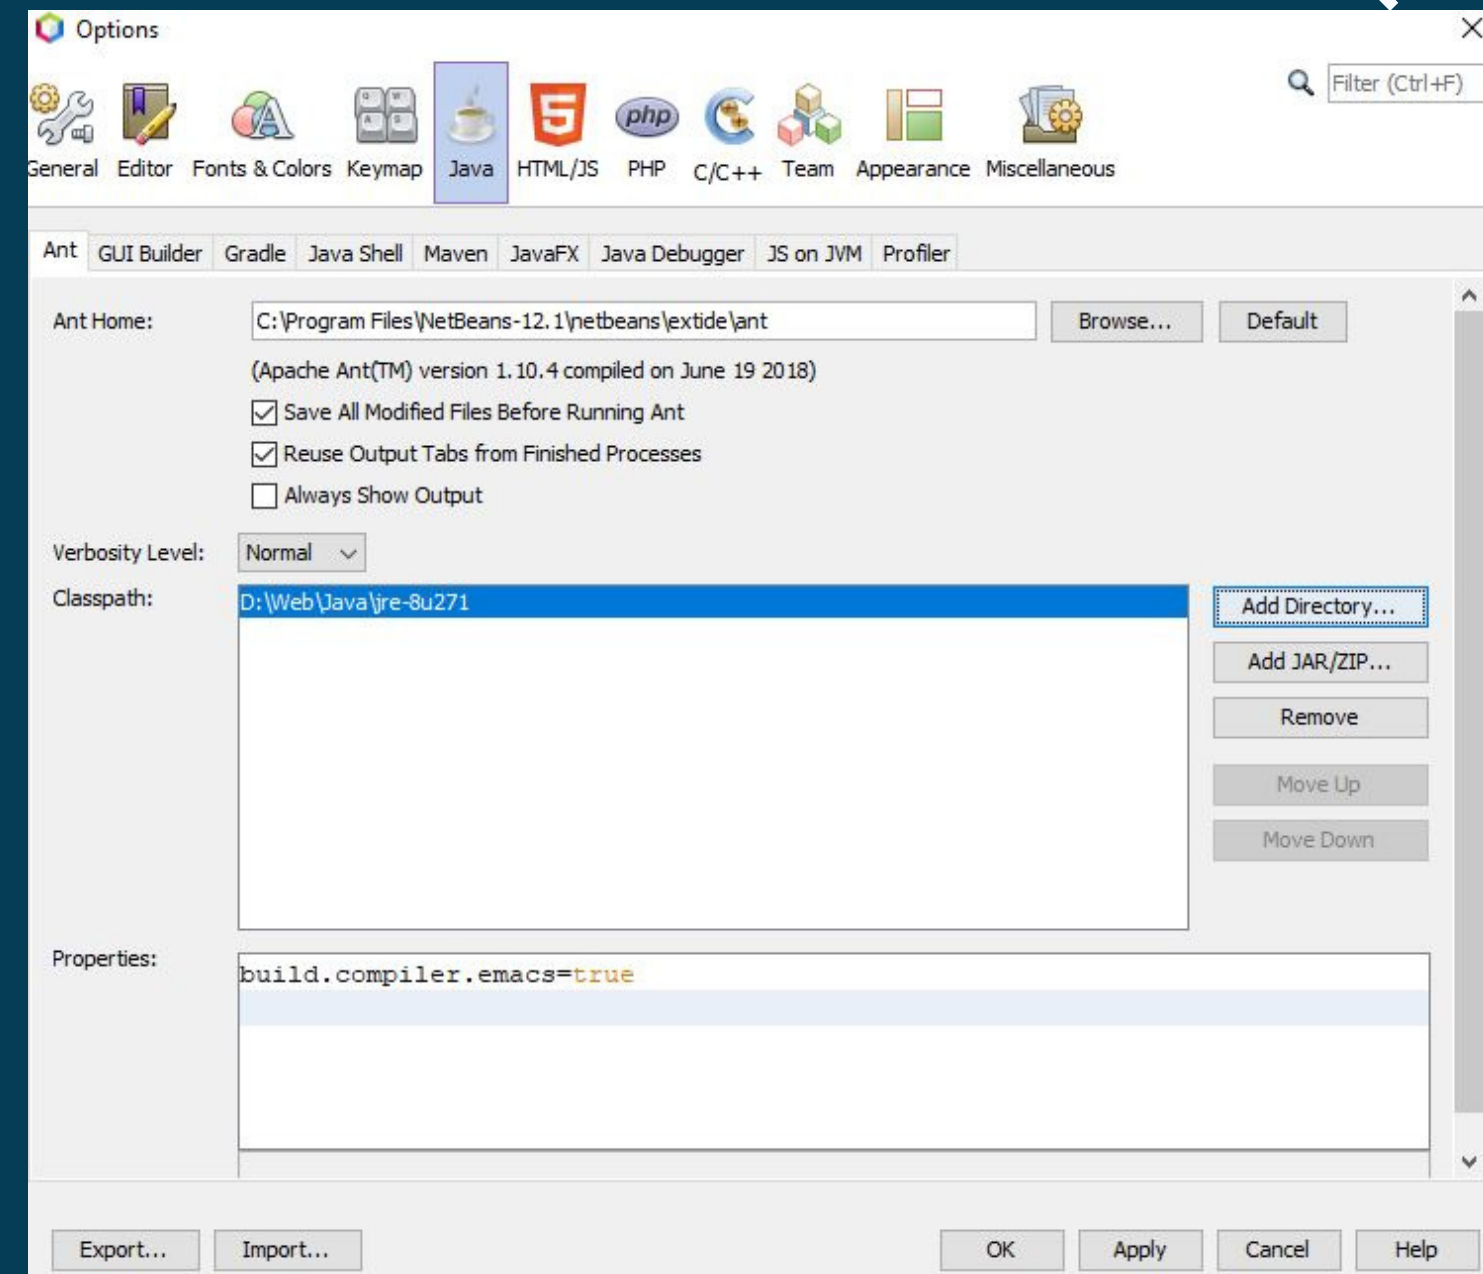 Options
Filter (Ctrl+F)
General Editor Fonts & Colors Keymap Java HTML/JS PHP C/C++ Team Appearance Miscellaneous
Ant GUI Builder Gradle Java Shell Maven JavaFX Java Debugger JS on JVM Profiler
Ant Home: C:\Program Files\NetBeans-12.1\netbeans\extide\ant Browse... Default
(Apache Ant(TM) version 1.10.4 compiled on June 19 2018)
Save All Modified Files Before Running Ant
Reuse Output Tabs from Finished Processes
Always Show Output
Verbosity Level: Normal
Classpath: D:\Web\Java\jre-8u271 Add Directory...
Add JAR/ZIP...
Remove
Move Up
Move Down
Properties: build.compiler.emacs=true
Export... Import... OK Apply Cancel Help